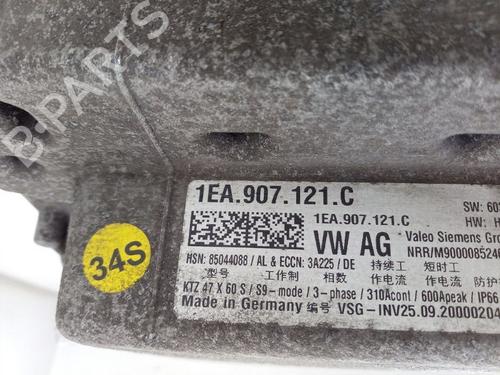 B-PARTS
1EA.907.121.C
SW: 60
1EA.907.121.C
HW: H
VW AG
Valeo Siemens Gro
NRR/M9000085246
HSN: 85044088 / AL & ECCN: 3A225 / DE
持续工 短时工
型号 工作制 相数 作电流 作电流 防护
KTZ 47 X 60 S / S9-mode / 3-phase / 310Acont / 600Apeak / IP66
Made in Germany 编号 VSG-INV25.09.20000204
34S